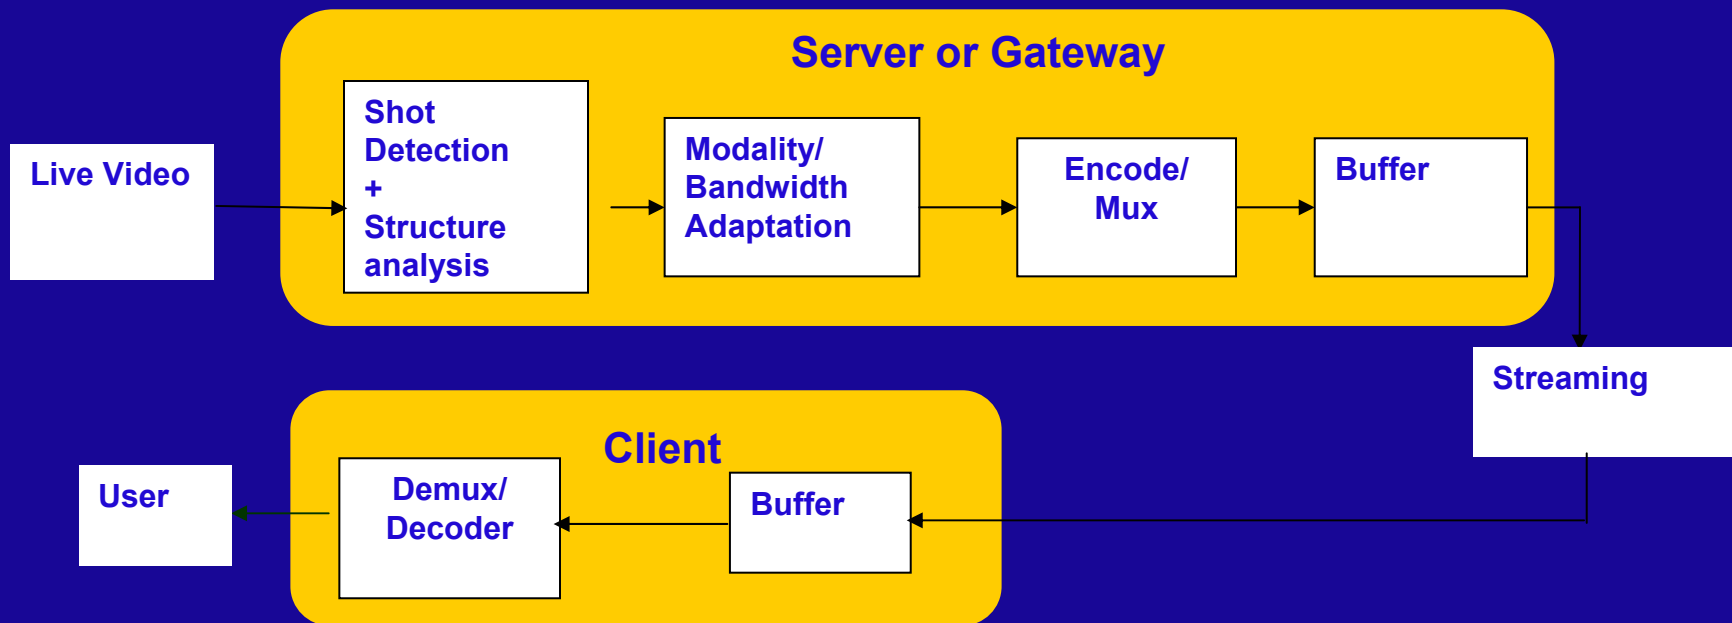 Server or Gateway
Live Video
Shot
Detection
+
Structure
analysis
Modality/
Bandwidth
Adaptation
Encode/
Mux
Buffer
Streaming
Client
User
Demux/
Decoder
Buffer